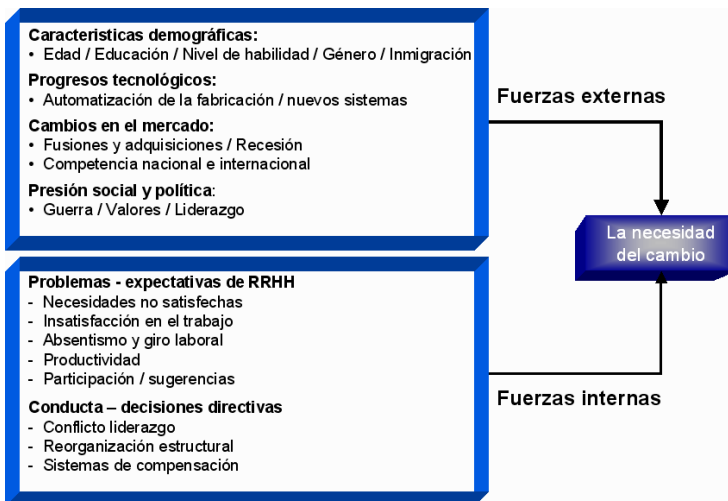 Caracteristicas demográficas:
• Edad / Educación / Nivel de habilidad / Género / Inmigración
Progresos tecnológicos:
• Automatización de la fabricación / nuevos sistemas
Cambios en el mercado:
• Fusiones y adquisiciones / Recesión
• Competencia nacional e internacional
Presión social y política:
• Guerra / Valores / Liderazgo
Fuerzas externas
La necesidad
del cambio
Problemas - expectativas de RRHH
- Necesidades no satisfechas
- Insatisfacción en el trabajo
- Absentismo y giro laboral
- Productividad
- Participación / sugerencias
Conducta – decisiones directivas
- Conflicto liderazgo
- Reorganización estructural
- Sistemas de compensación
Fuerzas internas